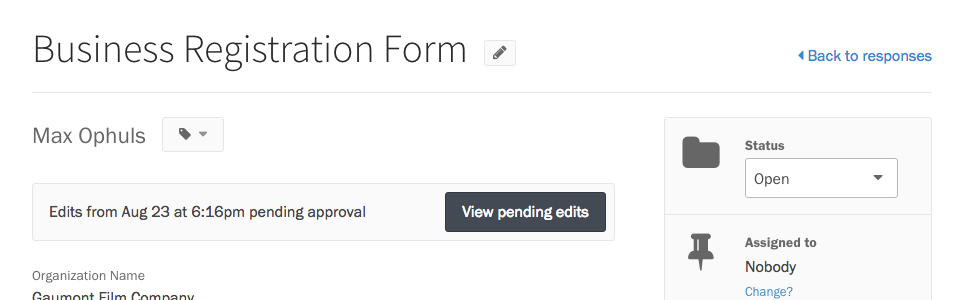 Business Registration Form
Back to responses
Max Ophuls
Status
Open
Edits from Aug 23 at 6:16pm pending approval
View pending edits
Assigned to
Nobody
Change?
Organization Name
Gaumont Film Company